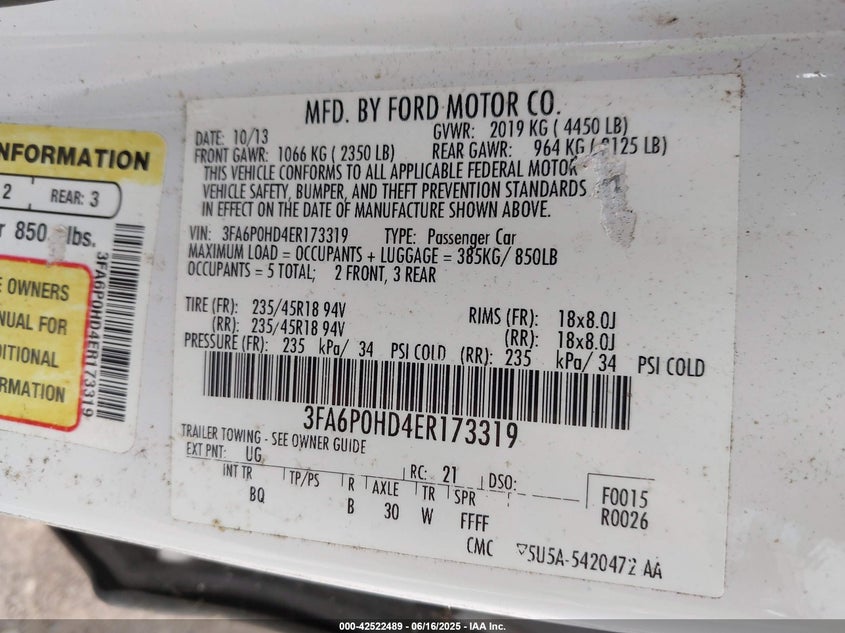 NFORMATION
2 REAR: 3
850 lbs.
E OWNERS
NUAL FOR
DITIONAL
RMATION
3FA6P0HD4ER173319
MFD. BY FORD MOTOR CO.
DATE: 10/13 GVWR: 2019 KG ( 4450 LB)
FRONT GAWR: 1066 KG ( 2350 LB) REAR GAWR: 964 KG ( 2125 LB)
THIS VEHICLE CONFORMS TO ALL APPLICABLE FEDERAL MOTOR
VEHICLE SAFETY, BUMPER, AND THEFT PREVENTION STANDARDS
IN EFFECT ON THE DATE OF MANUFACTURE SHOWN ABOVE.
VIN: 3FA6P0HD4ER173319 TYPE: Passenger Car
MAXIMUM LOAD = OCCUPANTS + LUGGAGE = 385KG/ 850LB
OCCUPANTS = 5 TOTAL; 2 FRONT, 3 REAR
TIRE (FR): 235/45R18 94V RIMS (FR): 18x8.0J
(RR): 235/45R18 94V (RR): 18x8.0J
PRESSURE (FR): 235 kPa/ 34 PSI COLD (RR): 235 kPa/ 34 PSI COLD
3FA6P0HD4ER173319
TRAILER TOWING - SEE OWNER GUIDE
EXT PNT: UG RC: 21 DSO:
INT TR TP/PS R AXLE TR SPR F0015
BQ B 30 W FFFF R0026
CMC 5U5A-5420472 AA
000-42522489 - 06/16/2025 - IAA Inc.